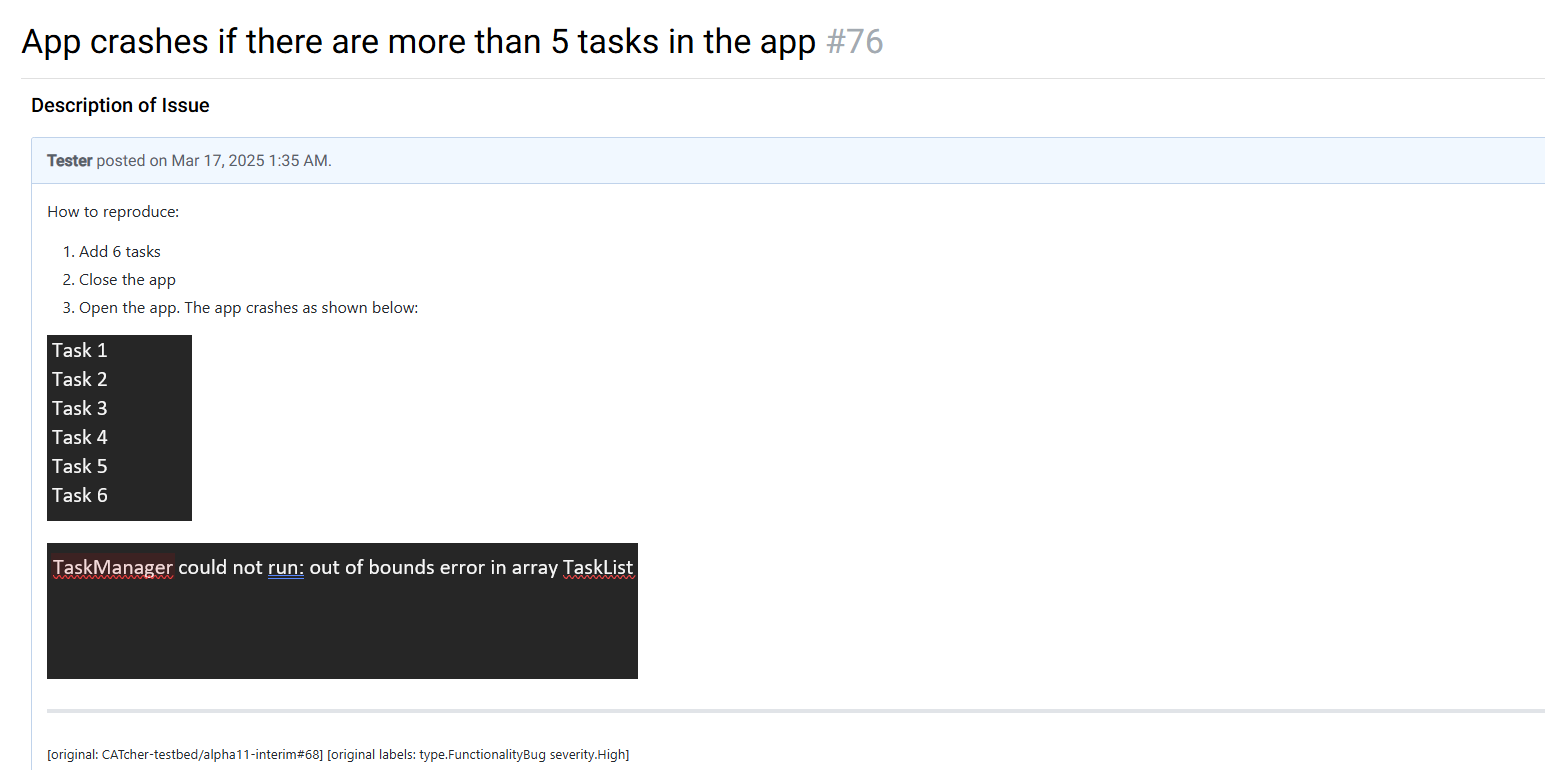 App crashes if there are more than 5 tasks in the app #76
Description of Issue
Tester posted on Mar 17, 2025 1:35 AM.
How to reproduce:
1. Add 6 tasks
2. Close the app
3. Open the app. The app crashes as shown below:
Task 1
Task 2
Task 3
Task 4
Task 5
Task 6
TaskManager could not run: out of bounds error in array TaskList
[original: CATcher-testbed/alpha11-interim#68] [original labels: type.FunctionalityBug severity.High]